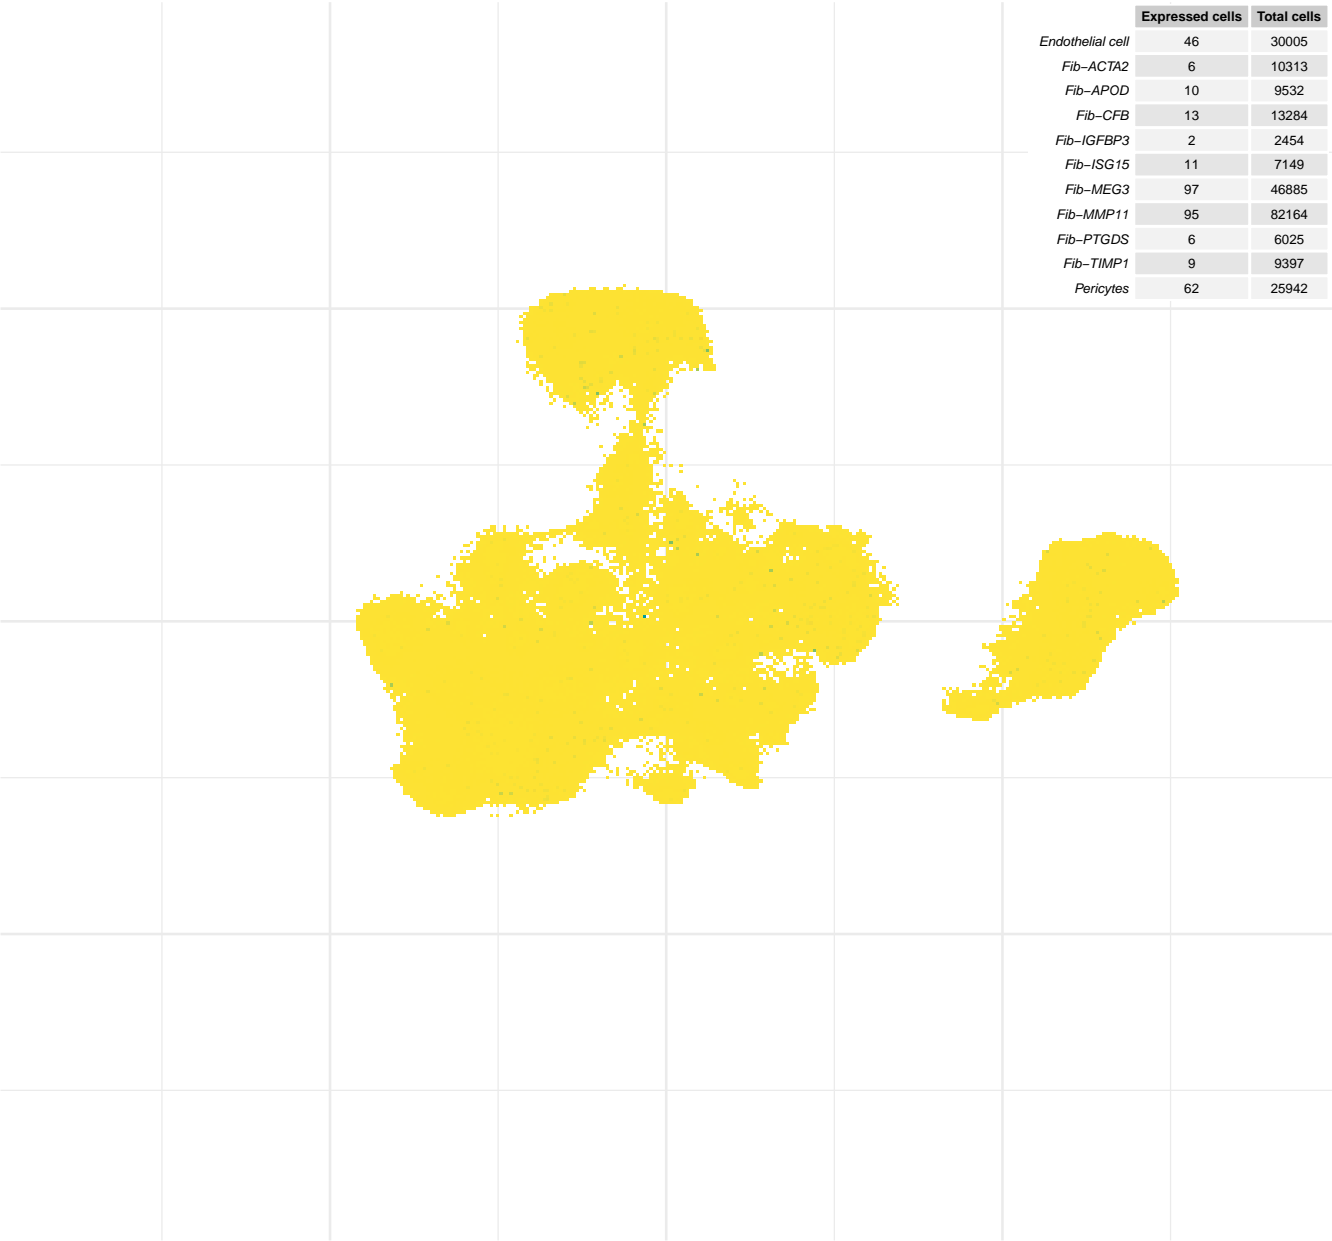 Expressed cells Total cells
Endothelial cell 46 30005
Fib−ACTA2 6 10313
Fib−APOD 10 9532
Fib−CFB 13 13284
Fib−IGFBP3 2 2454
Fib−ISG15 11 7149
Fib−MEG3 97 46885
Fib−MMP11 95 82164
Fib−PTGDS 6 6025
Fib−TIMP1 9 9397
Pericytes 62 25942